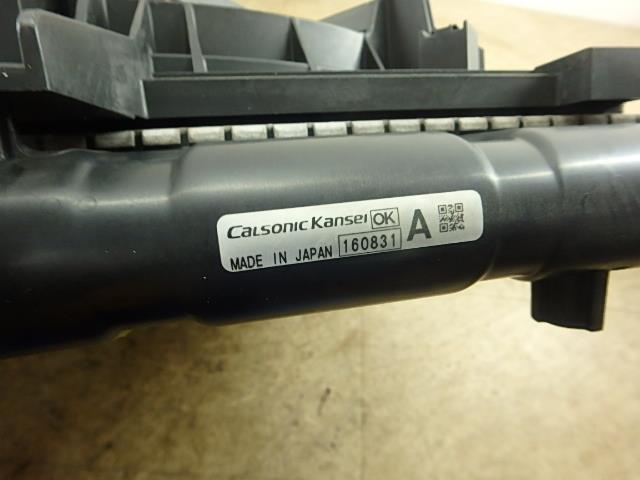 Calsonic Kansei OK A
MADE IN JAPAN 160831